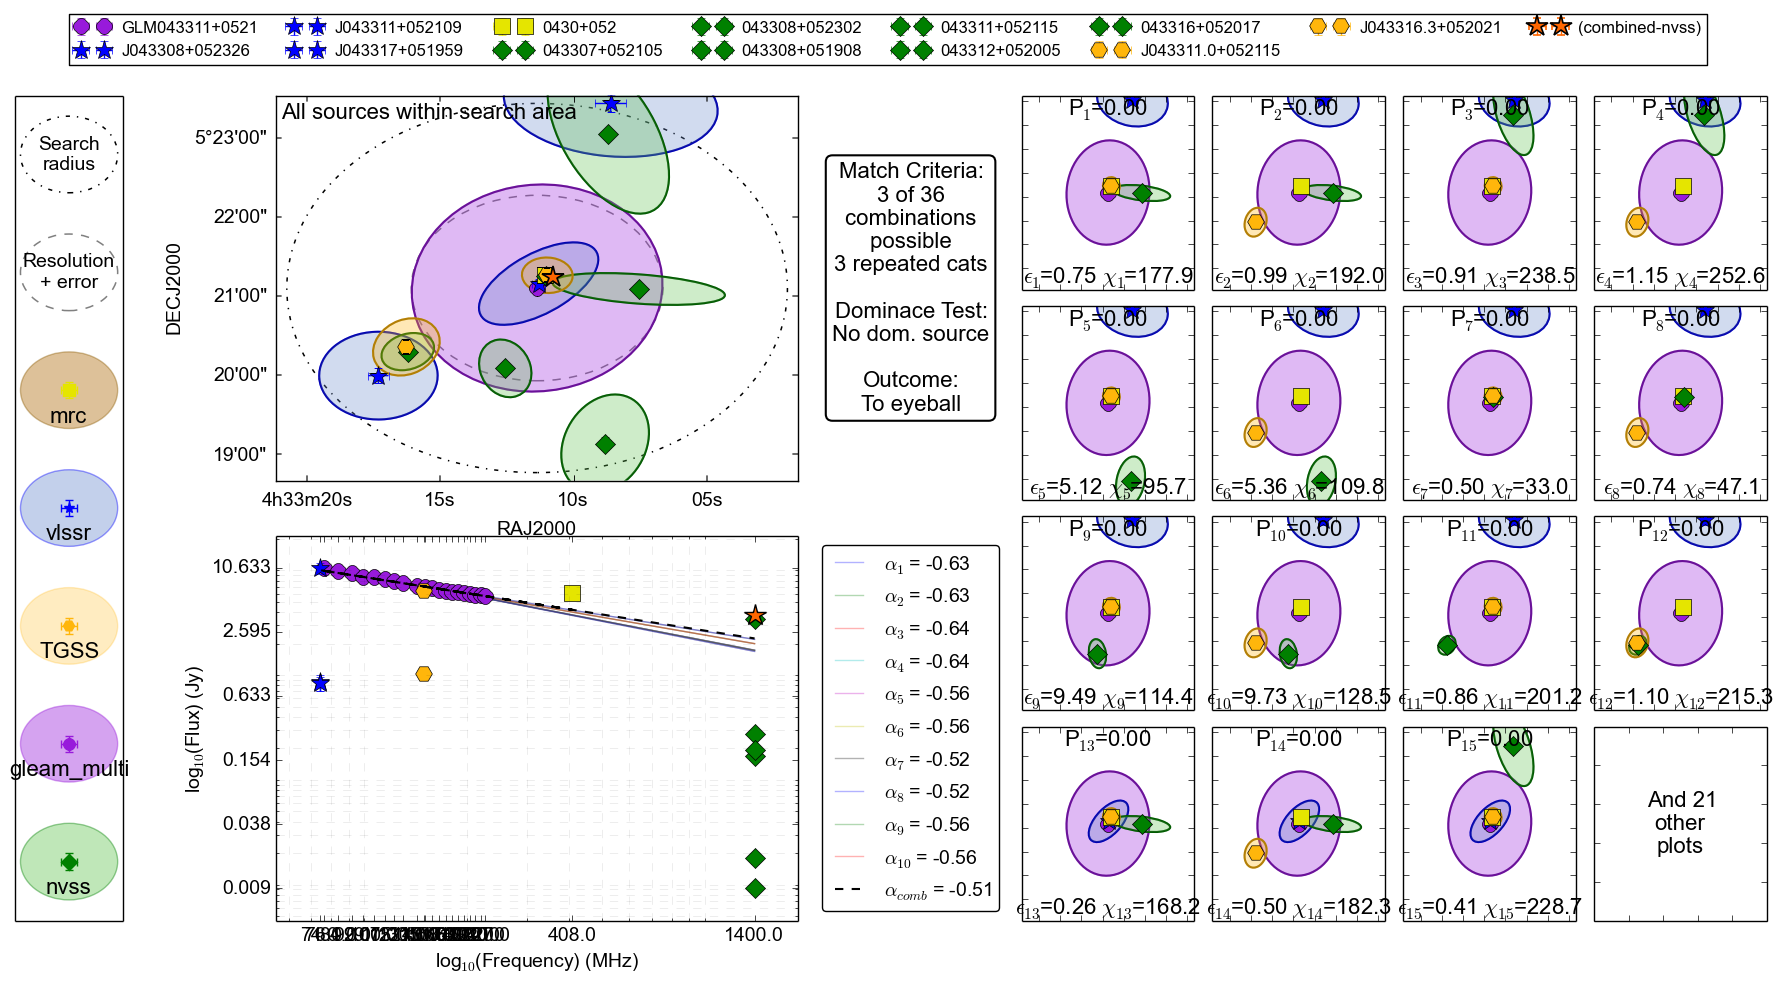 GLM043311+0521
J043308+052326
J043311+052109
J043317+051959
0430+052
043307+052105
043308+052302
043308+051908
043311+052115
043312+052005
043316+052017
J043311.0+052115
J043316.3+052021
(combined-nvss)
Search
radius
Resolution
+ error
mrc
vlssr
TGSS
gleam_multi
nvss
All sources within search area
DECJ2000
5°23'00"
22'00"
21'00"
20'00"
19'00"
4h33m20s
15s
10s
05s
RAJ2000
Match Criteria:
3 of 36
combinations
possible
3 repeated cats
Dominace Test:
No dom. source
Outcome:
To eyeball
log10(Flux) (Jy)
10.633
2.595
0.633
0.154
0.038
0.009
408.0
1400.0
log10(Frequency) (MHz)
α1 = -0.63
α2 = -0.63
α3 = -0.64
α4 = -0.64
α5 = -0.56
α6 = -0.56
α7 = -0.52
α8 = -0.52
α9 = -0.56
α10 = -0.56
αcomb = -0.51
P1=0.00
ϵ1=0.75 χ1=177.9
P2=0.00
ϵ2=0.99 χ2=192.0
P3=0.00
ϵ3=0.91 χ3=238.5
P4=0.00
ϵ4=1.15 χ4=252.6
P5=0.00
ϵ5=5.12 χ5=95.7
P6=0.00
ϵ6=5.36 χ6=109.8
P7=0.00
ϵ7=0.50 χ7=33.0
P8=0.00
ϵ8=0.74 χ8=47.1
P9=0.00
ϵ9=9.49 χ9=114.4
P10=0.00
ϵ10=9.73 χ10=128.5
P11=0.00
ϵ11=0.86 χ11=201.2
P12=0.00
ϵ12=1.10 χ12=215.3
P13=0.00
ϵ13=0.26 χ13=168.2
P14=0.00
ϵ14=0.50 χ14=182.3
P15=0.00
ϵ15=0.41 χ15=228.7
And 21
other
plots